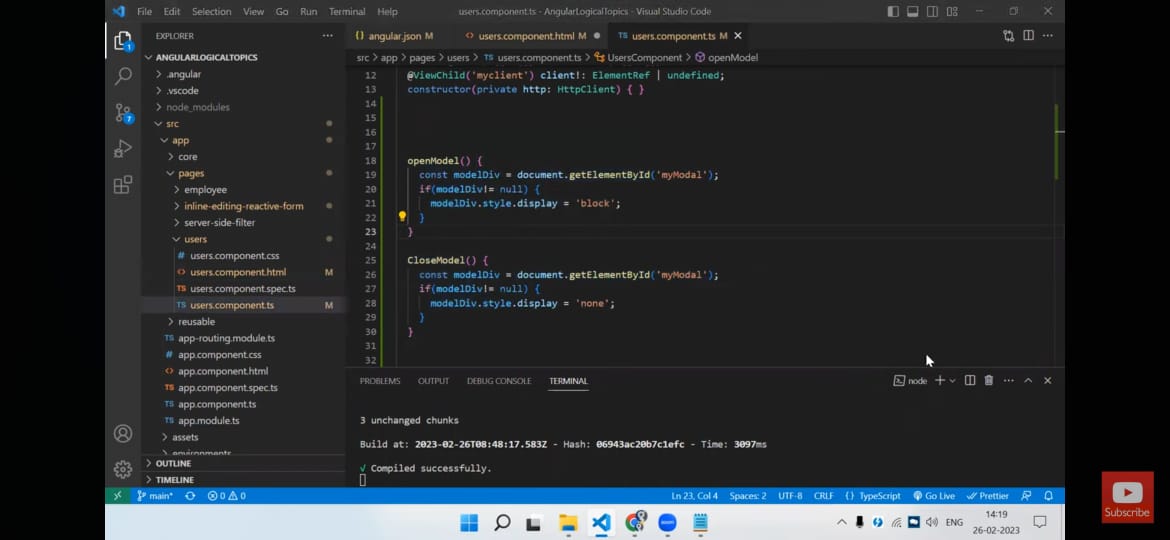 File Edit Selection View Go Run Terminal Help users.component.ts - AngularLogicalTopics - Visual Studio Code
EXPLORER
angular.json M users.component.html M TS users.component.ts M
src > app > pages > users > TS users.component.ts > UsersComponent > openModel
ANGULARLOGICALTOPICS
.angular
.vscode
node_modules
src
app
core
pages
employee
inline-editing-reactive-form
server-side-filter
users
users.component.css
users.component.html M
TS users.component.spec.ts
TS users.component.ts M
reusable
TS app-routing.module.ts
app.component.css
app.component.html
TS app.component.spec.ts
TS app.component.ts
TS app.module.ts
assets
environments
OUTLINE
TIMELINE
12 @ViewChild('myclient') client!: ElementRef | undefined;
13 constructor(private http: HttpClient) { }
14
15
16
17
18 openModel() {
19 const modelDiv = document.getElementById('myModal');
20 if(modelDiv!= null) {
21 modelDiv.style.display = 'block';
22 }
23 }
24
25 CloseModel() {
26 const modelDiv = document.getElementById('myModal');
27 if(modelDiv!= null) {
28 modelDiv.style.display = 'none';
29 }
30 }
31
32
PROBLEMS OUTPUT DEBUG CONSOLE TERMINAL node
3 unchanged chunks
Build at: 2023-02-26T08:48:17.583Z - Hash: 06943ac20b7c1efc - Time: 3097ms
√ Compiled successfully.
main* 0 0 Ln 23, Col 4 Spaces: 2 UTF-8 CRLF {} TypeScript Go Live Prettier
ENG 14:19
26-02-2023
Subscribe
1
7